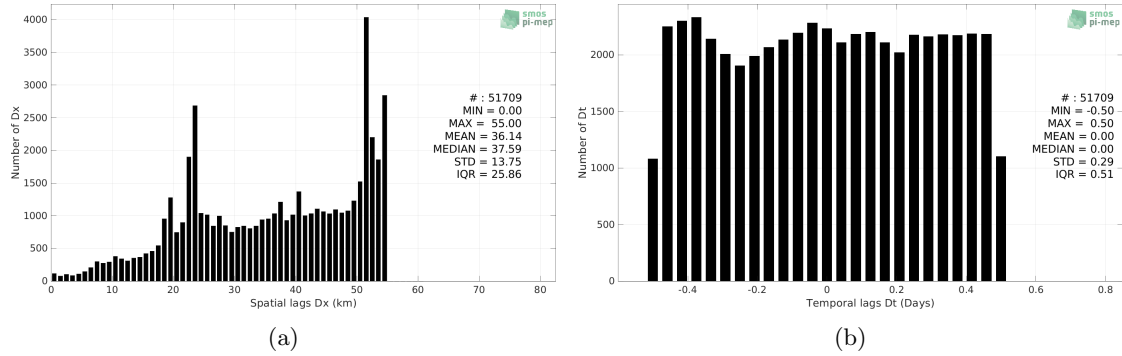 4000
3500
3000
2500
2000
1500
1000
500
0
Number of Dx
0 10 20 30 40 50 60 70 80
Spatial lags Dx (km)
smos
pi-mep
# : 51709
MIN = 0.00
MAX = 55.00
MEAN = 36.14
MEDIAN = 37.59
STD = 13.75
IQR = 25.86
(a)
2000
1500
1000
500
0
Number of Dt
-0.4 -0.2 0 0.2 0.4 0.6 0.8
Temporal lags Dt (Days)
smos
pi-mep
# : 51709
MIN = -0.50
MAX = 0.50
MEAN = 0.00
MEDIAN = 0.00
STD = 0.29
IQR = 0.51
(b)